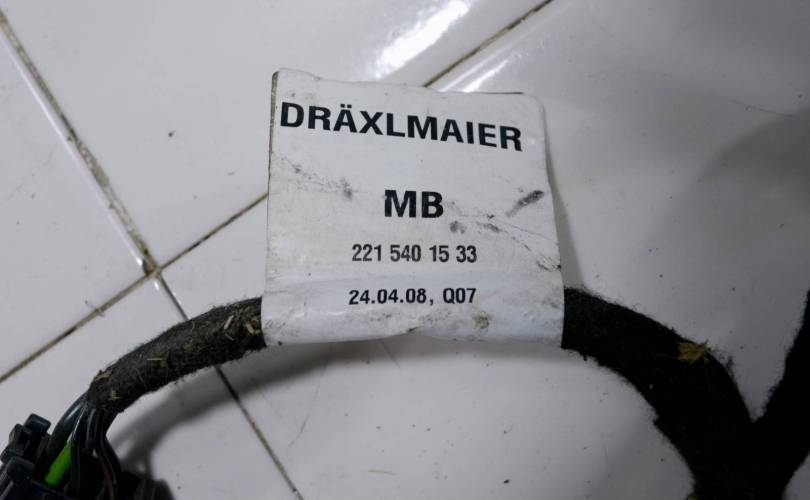 DRÄXLMAIER
MB
221 540 15 33
24.04.08, Q07